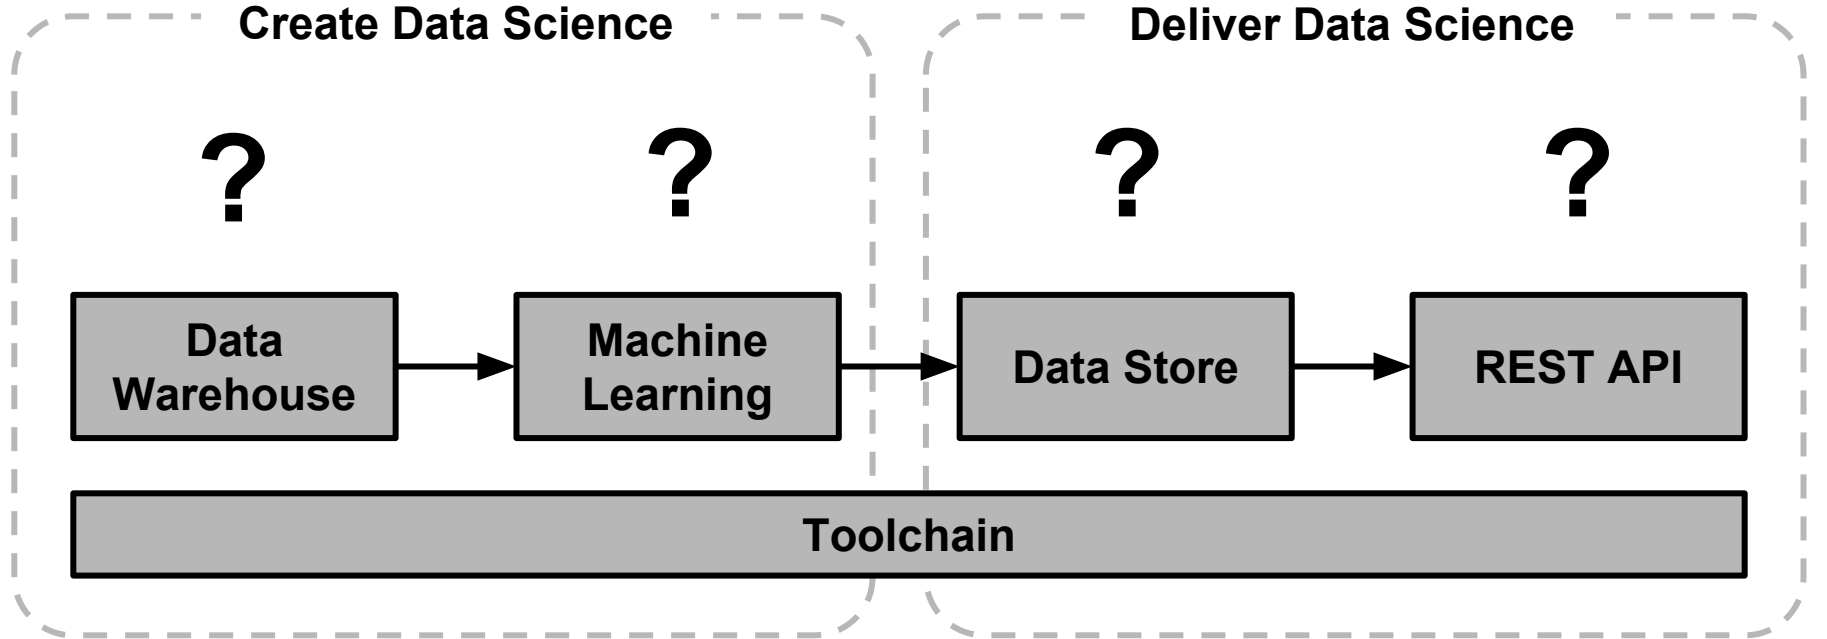 Create Data Science
Deliver Data Science
?
?
?
?
Data
Warehouse
Machine
Learning
Data Store
REST API
Toolchain